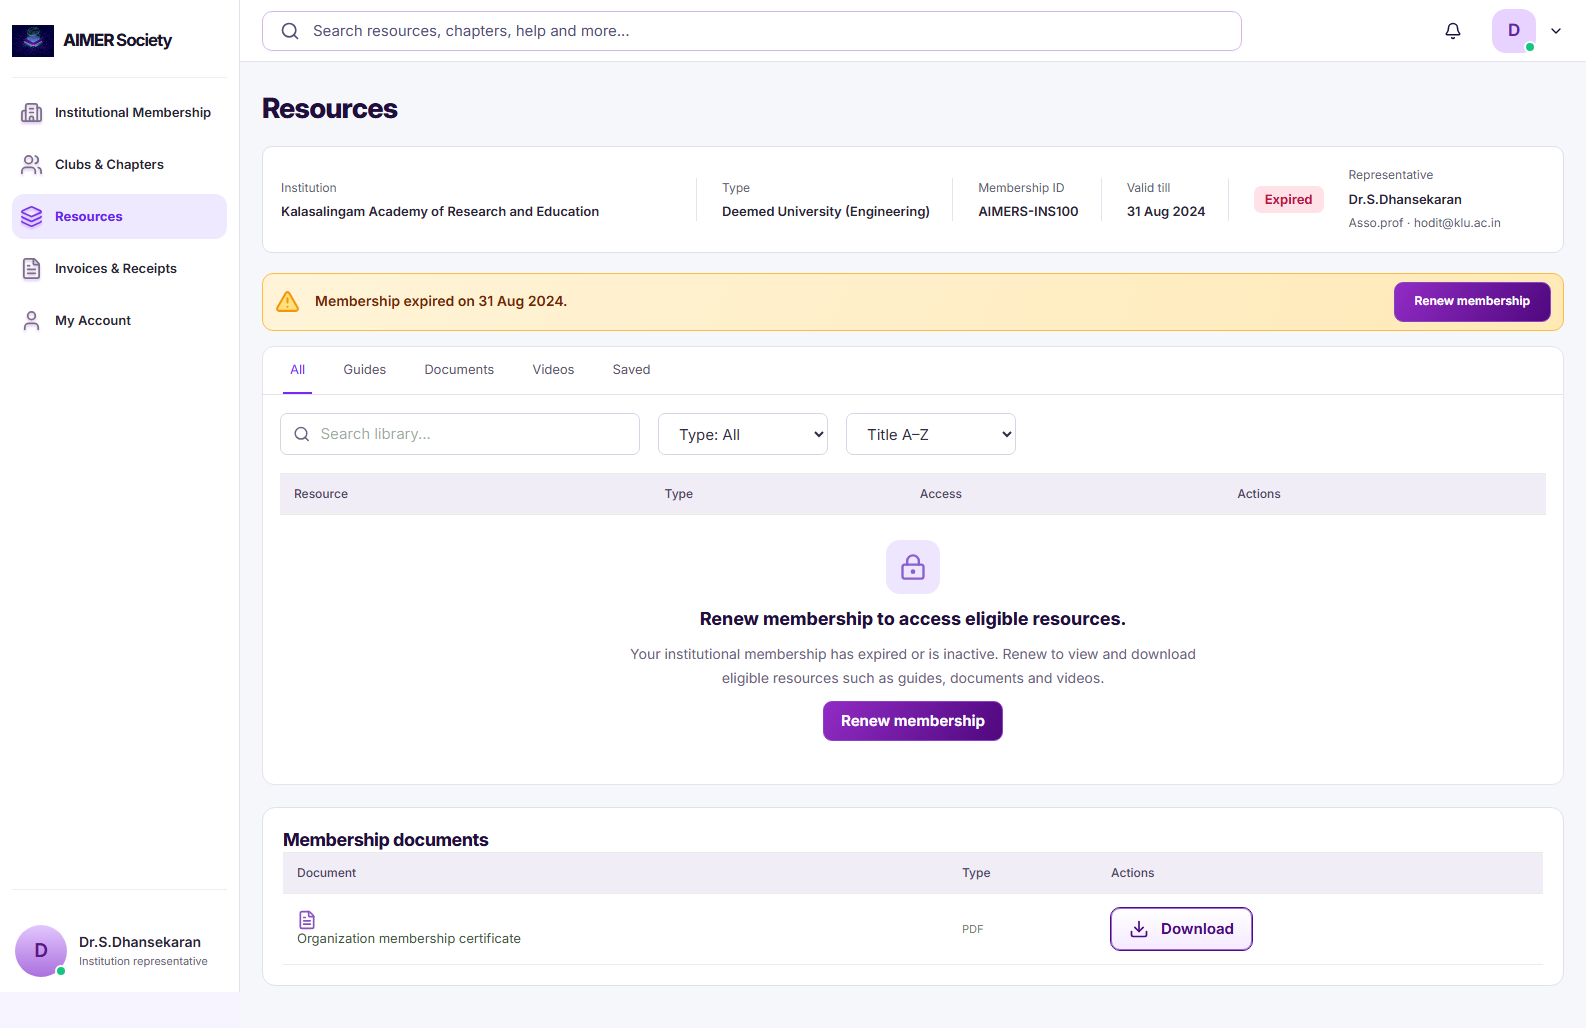 AIMER Society
Search resources, chapters, help and more...
D
Institutional Membership
Clubs & Chapters
Resources
Invoices & Receipts
My Account
Resources
Institution
Kalasalingam Academy of Research and Education
Type
Deemed University (Engineering)
Membership ID
AIMERS-INS100
Valid till
31 Aug 2024
Expired
Representative
Dr.S.Dhansekaran
Asso.prof · hodit@klu.ac.in
Membership expired on 31 Aug 2024.
Renew membership
All Guides Documents Videos Saved
Search library...
Type: All
Title A–Z
Resource Type Access Actions
Renew membership to access eligible resources.
Your institutional membership has expired or is inactive. Renew to view and download
eligible resources such as guides, documents and videos.
Renew membership
Membership documents
Document Type Actions
Organization membership certificate
PDF
Download
D
Dr.S.Dhansekaran
Institution representative